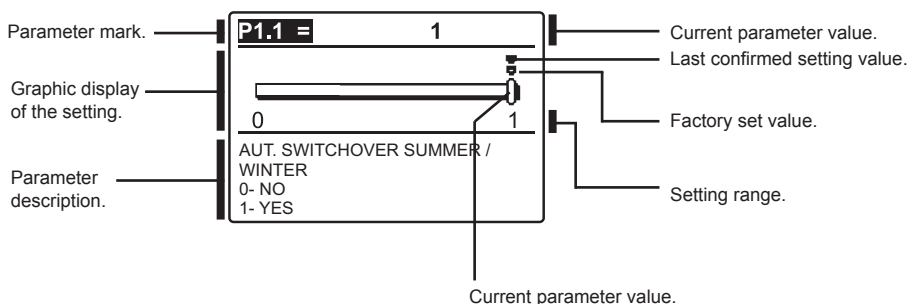 Parameter mark.
P1.1 = 1
Current parameter value.
Last confirmed setting value.
Graphic display
of the setting.
Factory set value.
0 1
Setting range.
Parameter
description.
AUT. SWITCHOVER SUMMER /
WINTER
0- NO
1- YES
Current parameter value.